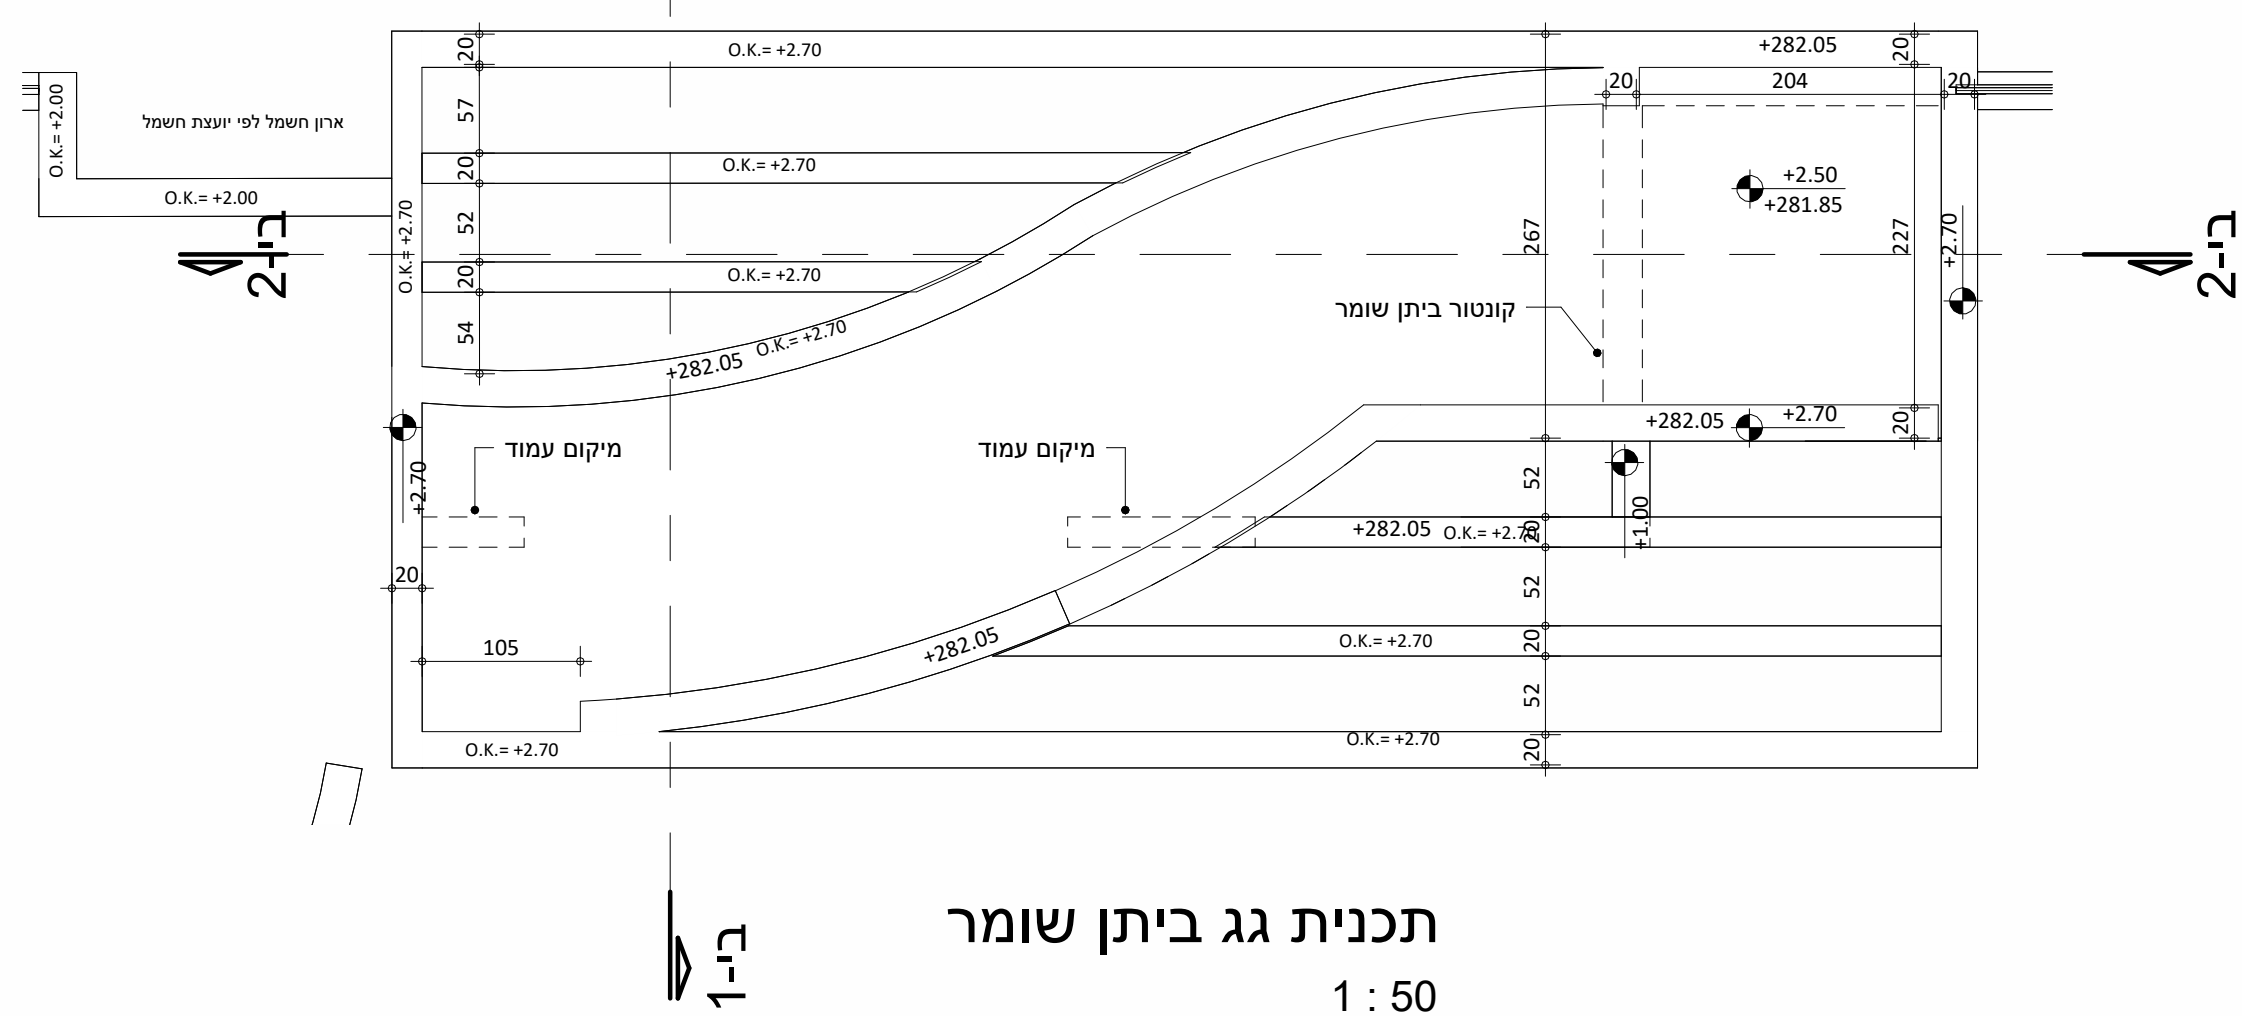 20
O.K.= +2.70
+282.05
20
20
204
20
O.K.= +2.00
ארון חשמל לפי יועצת חשמל
57
20
O.K.= +2.70
+2.50
+281.85
O.K.= +2.00
O.K.= +2.70
52
267
227
+2.70
בי-2
בי-2
20
O.K.= +2.70
קונטור ביתן שומר
54
O.K.= +2.70
+282.05
+282.05
+2.70
20
מיקום עמוד
מיקום עמוד
+2.70
52
+282.05
O.K.= +2.70
20
+1.00
20
52
105
+282.05
O.K.= +2.70
20
52
O.K.= +2.70
O.K.= +2.70
20
בי-1
תכנית גג ביתן שומר
1 : 50